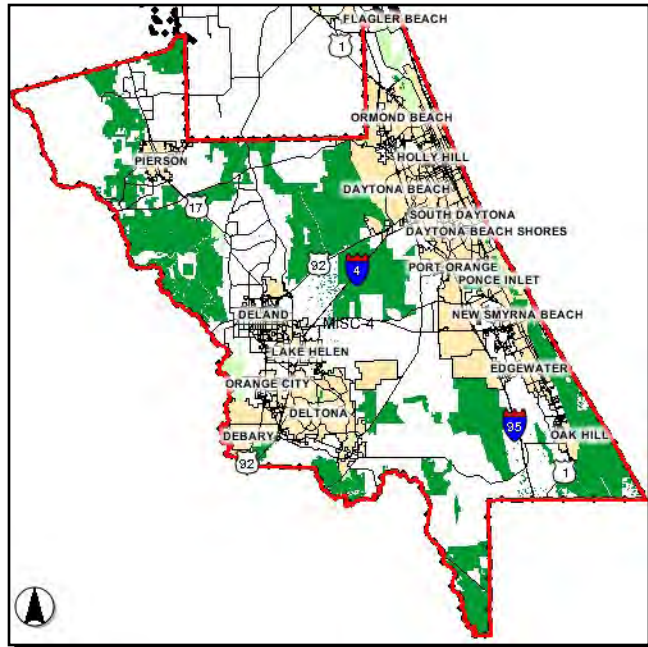 FLAGLER BEACH
1
ORMOND BEACH
HOLLY HILL
PIERSON
DAYTONA BEACH
17
SOUTH DAYTONA
DAYTONA BEACH SHORES
92
4
PORT ORANGE
PONCE INLET
DELAND
MISC-4
NEW SMYRNA BEACH
LAKE HELEN
EDGEWATER
ORANGE CITY
DELTONA
DEBARY
95
OAK HILL
92
1